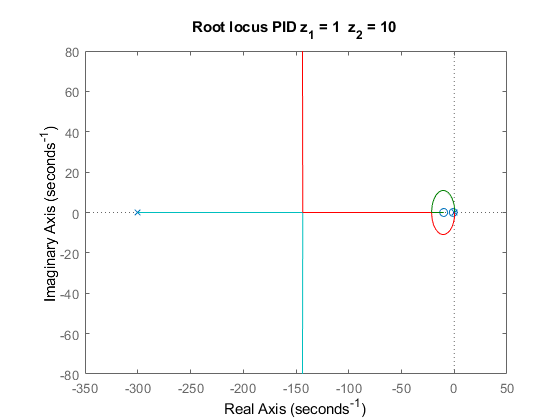 Root locus PID z1 = 1 z2 = 10
80
60
40
20
0
-20
-40
-60
-80
Imaginary Axis (seconds-1)
-350 -300 -250 -200 -150 -100 -50 0 50
Real Axis (seconds-1)